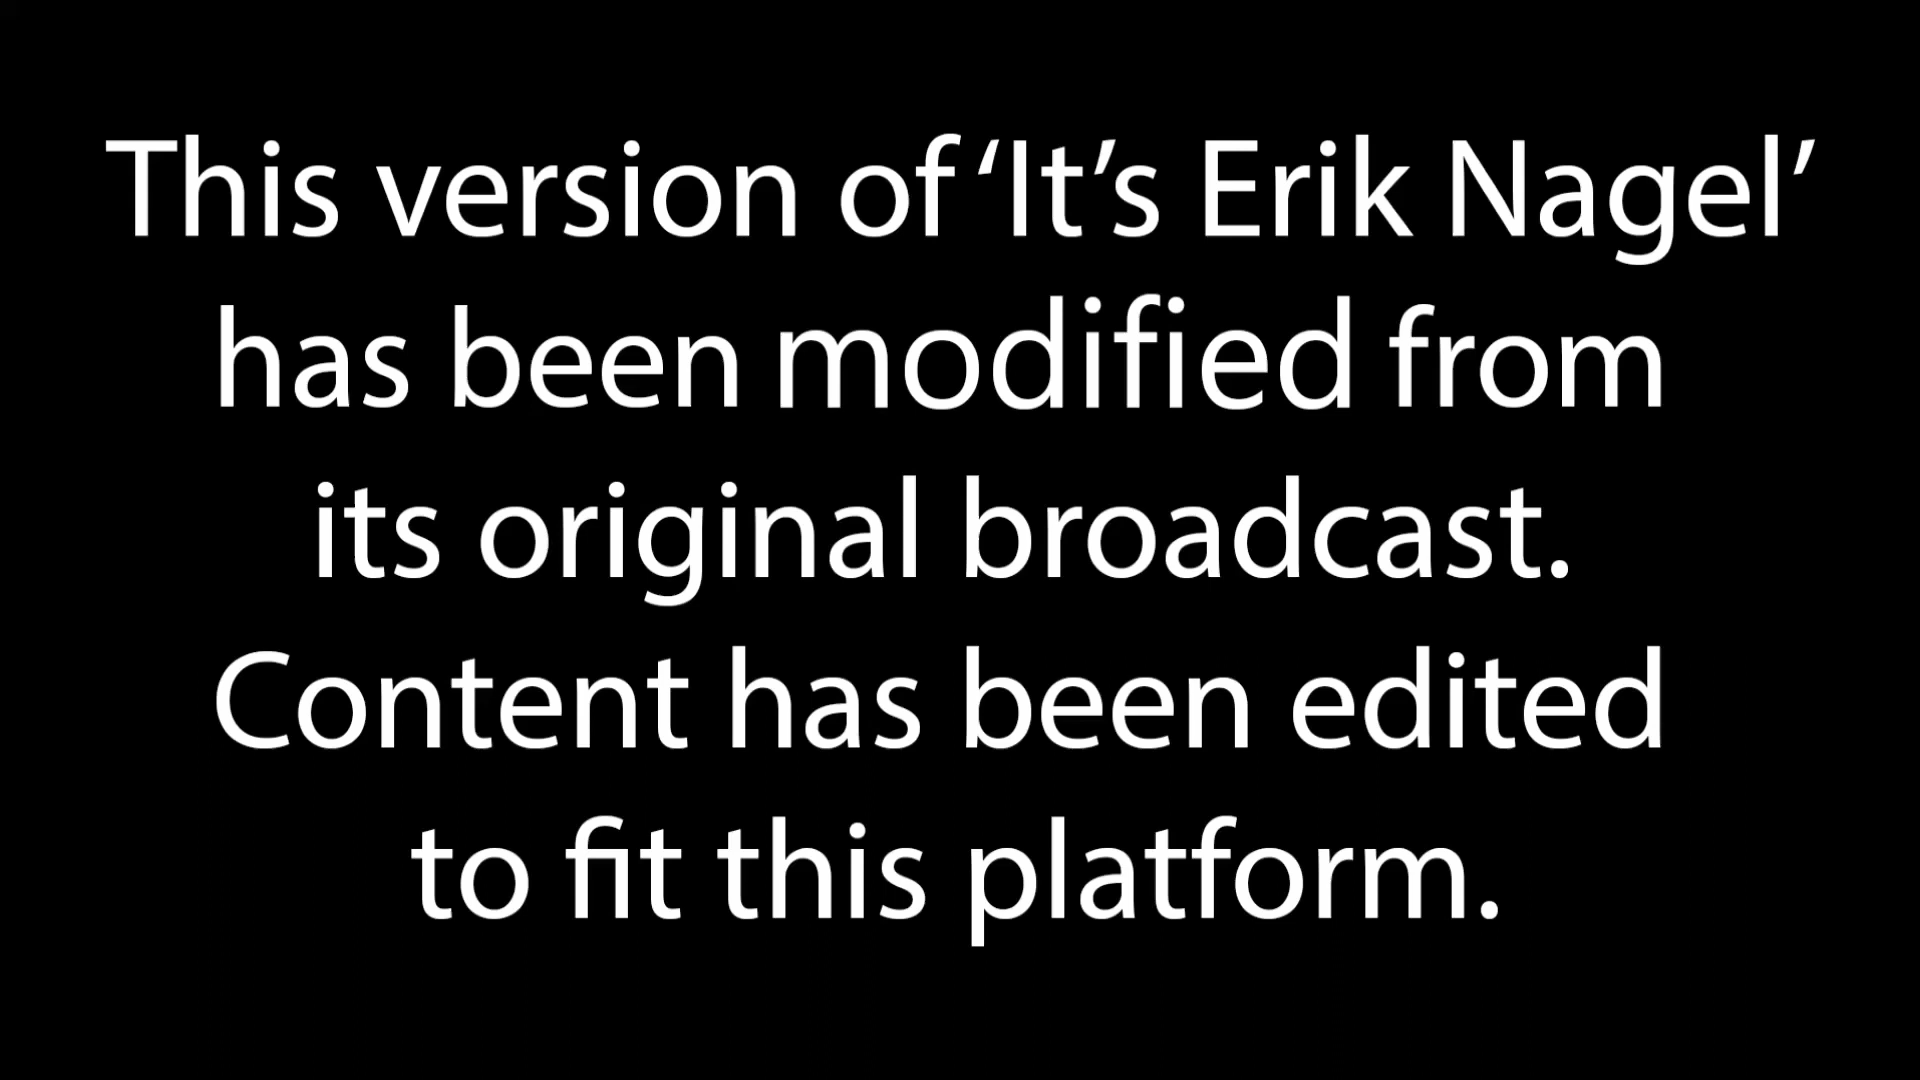 This version of ‘It’s Erik Nagel’
has been modified from
its original broadcast.
Content has been edited
to fit this platform.